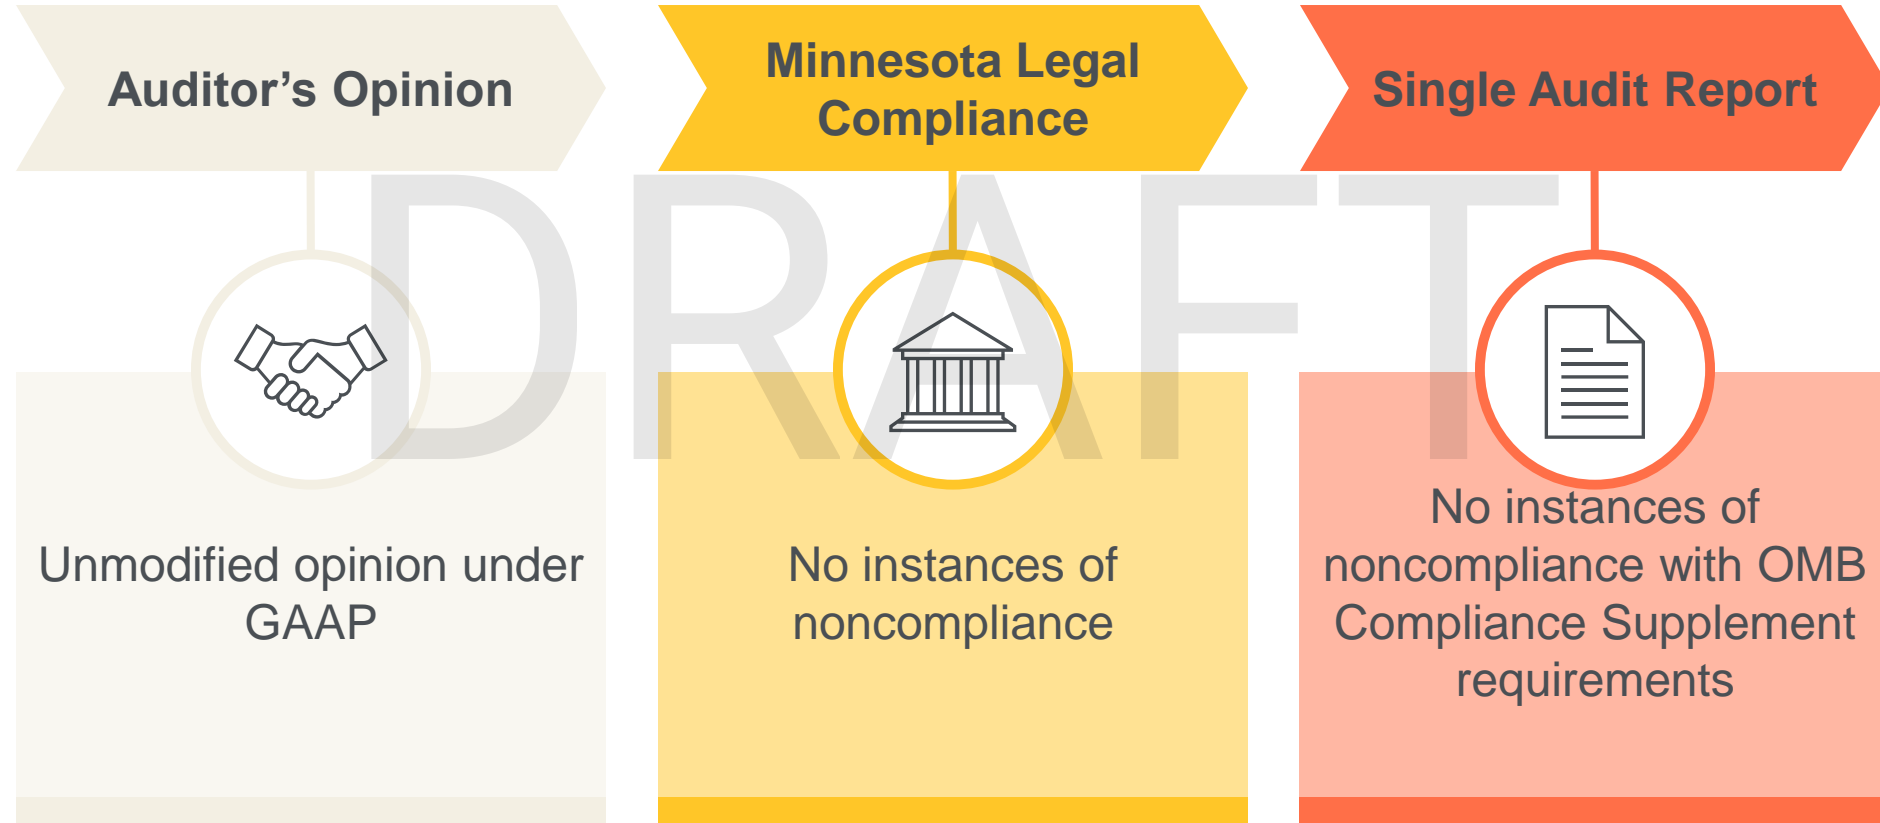 Auditor’s Opinion
Minnesota Legal
Compliance
Single Audit Report
DRAFT
Unmodified opinion under
GAAP
No instances of
noncompliance
No instances of
noncompliance with OMB
Compliance Supplement
requirements